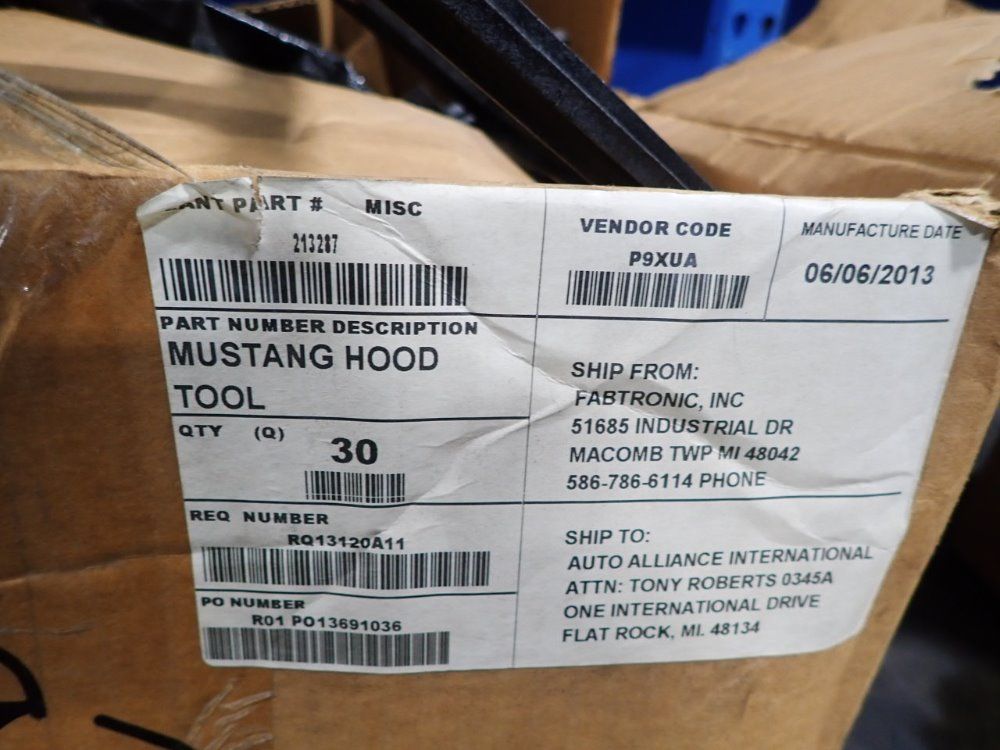 PART # MISC
213287
PART NUMBER DESCRIPTION
MUSTANG HOOD
TOOL
QTY (Q)
30
REQ NUMBER
RQ13120A11
PO NUMBER
R01 PO13691036
VENDOR CODE
P9XUA
MANUFACTURE DATE
06/06/2013
SHIP FROM:
FABTRONIC, INC
51685 INDUSTRIAL DR
MACOMB TWP MI 48042
586-786-6114 PHONE
SHIP TO:
AUTO ALLIANCE INTERNATIONAL
ATTN: TONY ROBERTS 0345A
ONE INTERNATIONAL DRIVE
FLAT ROCK, MI. 48134